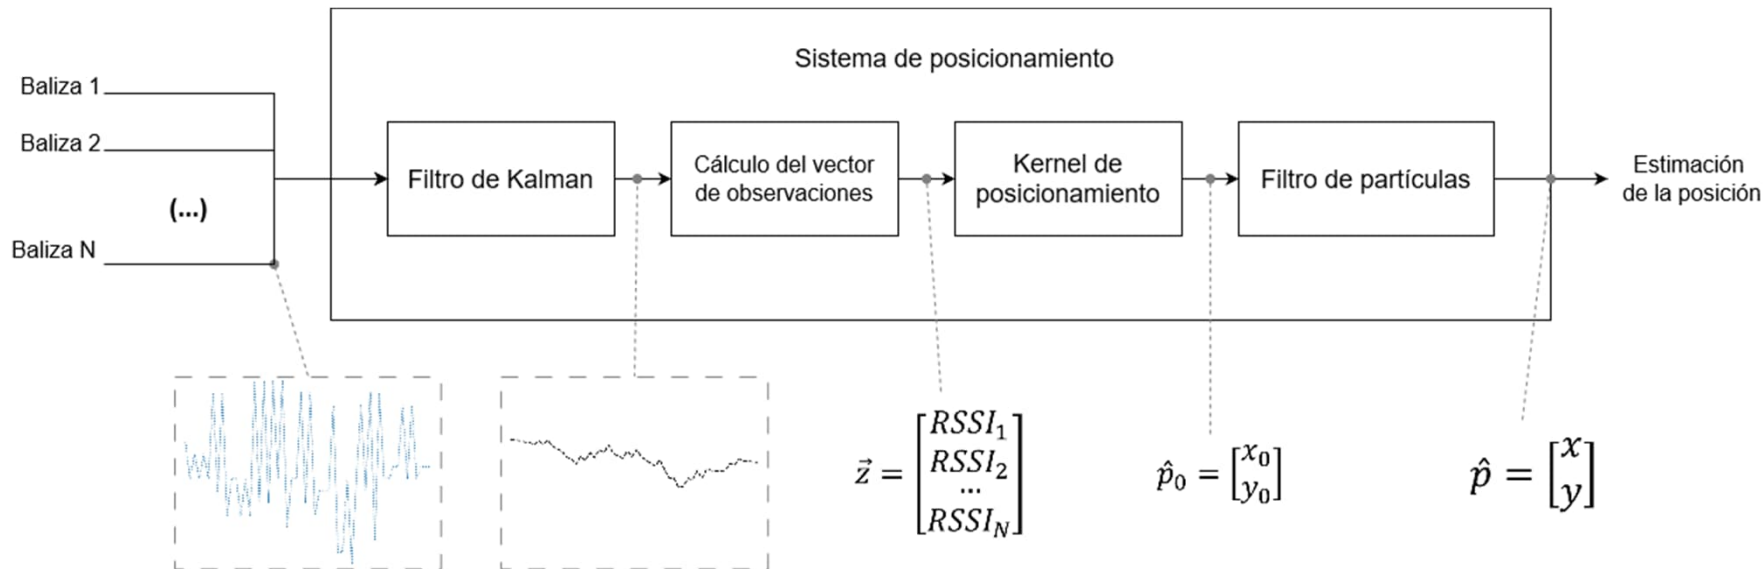 Sistema de posicionamiento
Baliza 1
Baliza 2
(...)
Baliza N
Filtro de Kalman
Cálculo del vector
de observaciones
Kernel de
posicionamiento
Filtro de partículas
Estimación
de la posición
z⃗ = [RSSI₁
RSSI₂
...
RSSI_N]
p̂₀ = [x₀
y₀]
p̂ = [x
y]